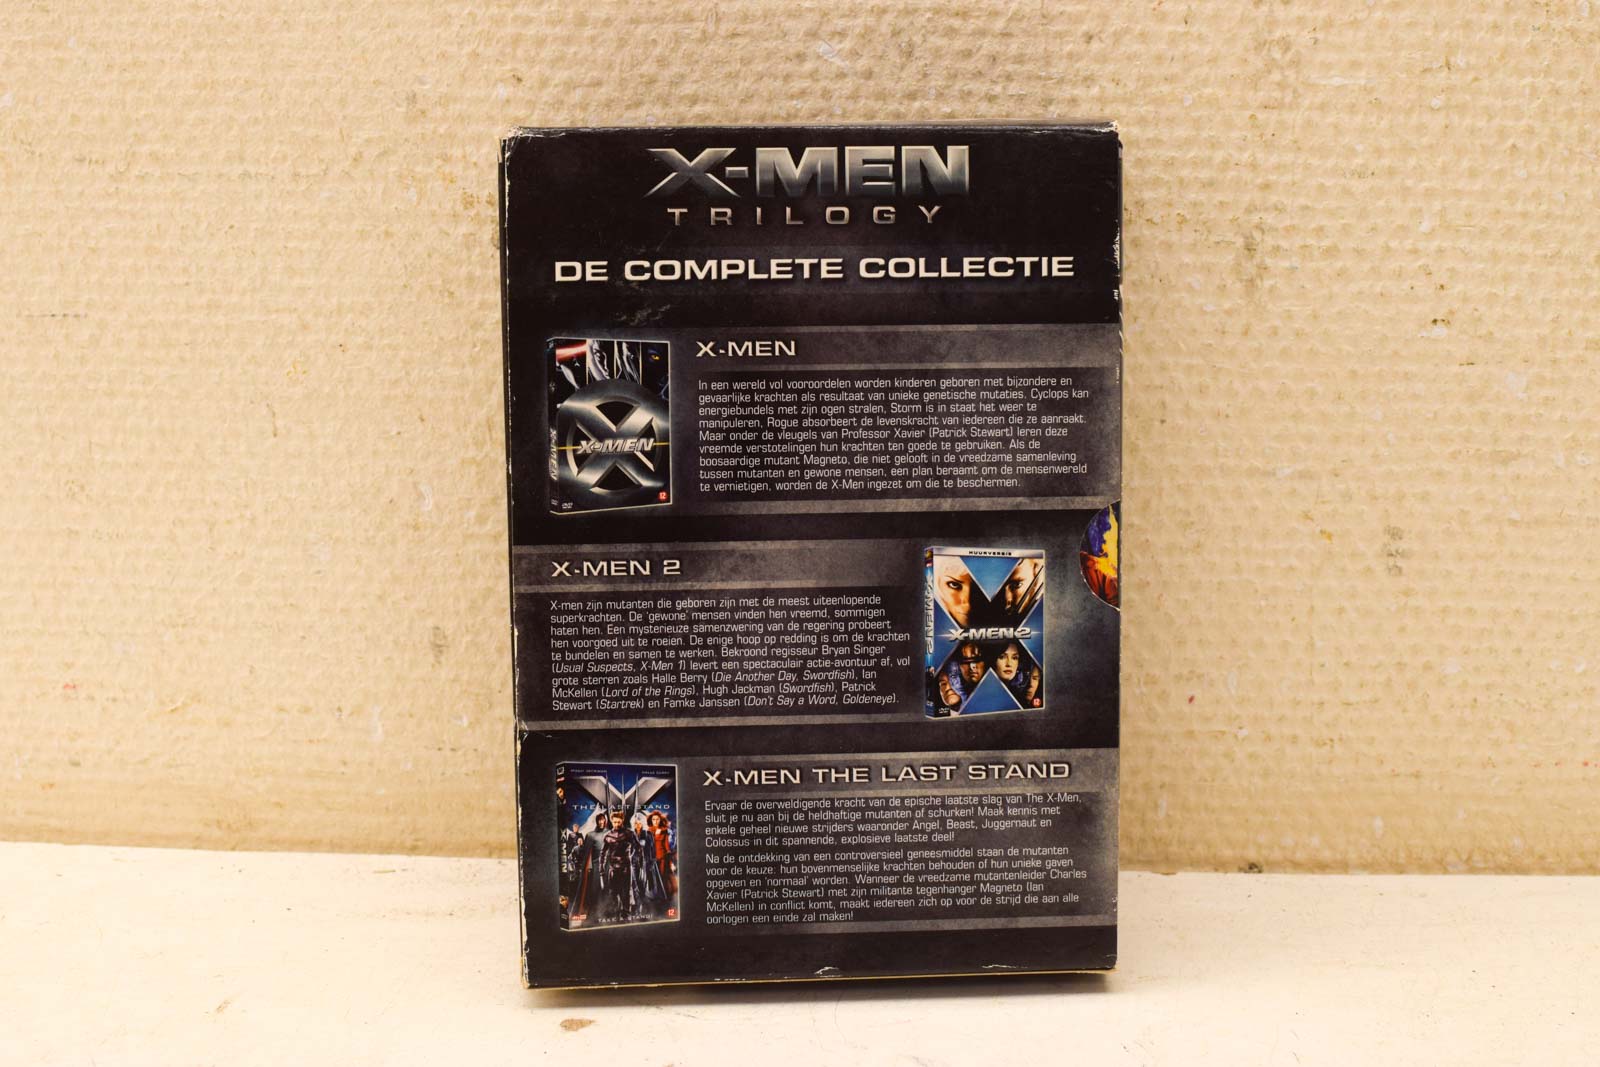 X-MEN
TRILOGY
DE COMPLETE COLLECTIE
X-MEN
In een wereld vol vooroordelen worden kinderen geboren met bijzondere en
gevaarlijke krachten als resultaat van unieke genetische mutaties. Cyclops kan
energiebundels met zijn ogen stralen, Storm is in staat het weer te
manipuleren, Rogue absorbeert de levenskracht van iedereen die ze aanraakt.
Maar onder de vleugels van Professor Xavier (Patrick Stewart) leren deze
vreemde verstotelingen hun krachten ten goede te gebruiken. Als de
boosaardige mutant Magneto, die niet gelooft in de vreedzame samenleving
tussen mutanten en gewone mensen, een plan beraamt om de mensenwereld
te vernietigen, worden de X-Men ingezet om die te beschermen.
X-MEN
X-MEN
12
X-MEN 2
X-men zijn mutanten die geboren zijn met de meest uiteenlopende
superkrachten. De 'gewone' mensen vinden hen vreemd, sommigen
haten hen. Een mysterieuze samenzwering van de regering probeert
hen voorgoed uit te roeien. De enige hoop op redding is om de krachten
te bundelen en samen te werken. Bekroond regisseur Bryan Singer
(Usual Suspects, X-Men 1) levert een spectaculair actie-avontuur af, vol
grote sterren zoals Halle Berry (Die Another Day, Swordfish), Ian
McKellen (Lord of the Rings), Hugh Jackman (Swordfish), Patrick
Stewart (Startrek) en Famke Janssen (Don't Say a Word, Goldeneye).
HUURVERSIE
X-MEN 2
X-MEN 2
12
X-MEN THE LAST STAND
Ervaar de overweldigende kracht van de epische laatste slag van The X-Men,
sluit je nu aan bij de heldhaftige mutanten of schurken! Maak kennis met
enkele geheel nieuwe strijders waaronder Angel, Beast, Juggernaut en
Colossus in dit spannende, explosieve laatste deel!
Na de ontdekking van een controversieel geneesmiddel staan de mutanten
voor de keuze: hun bovenmenselijke krachten behouden of hun unieke gaven
opgeven en 'normaal' worden. Wanneer de vreedzame mutantenleider Charles
Xavier (Patrick Stewart) met zijn militante tegenhanger Magneto (Ian
McKellen) in conflict komt, maakt iedereen zich op voor de strijd die aan alle
oorlogen een einde zal maken!
HUGH JACKMAN HALLE BERRY
THE LAST STAND
X-MEN
TAKE A STAND!
12